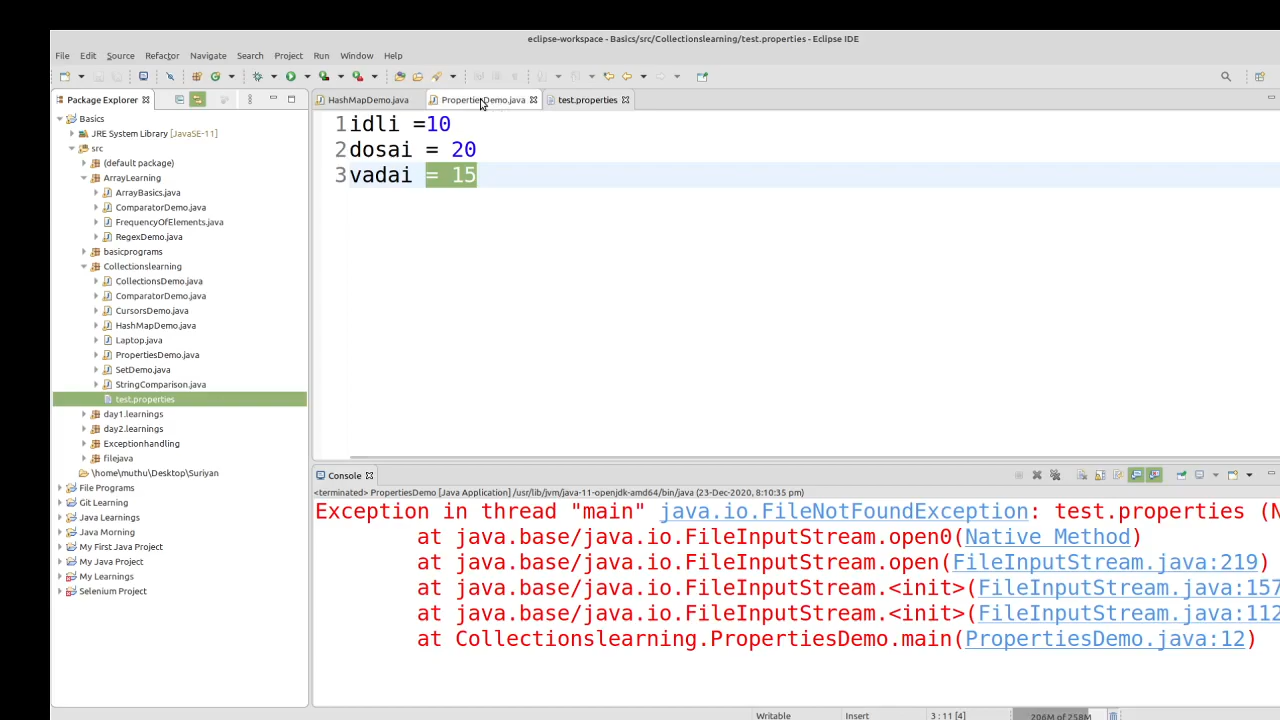 eclipse-workspace - Basics/src/Collectionslearning/test.properties - Eclipse IDE
File Edit Source Refactor Navigate Search Project Run Window Help
Package Explorer
HashMapDemo.java
PropertiesDemo.java
test.properties
Basics
JRE System Library [JavaSE-11]
src
(default package)
ArrayLearning
ArrayBasics.java
ComparatorDemo.java
FrequencyOfElements.java
RegexDemo.java
basicprograms
Collectionslearning
CollectionsDemo.java
ComparatorDemo.java
CursorsDemo.java
HashMapDemo.java
Laptop.java
PropertiesDemo.java
SetDemo.java
StringComparison.java
test.properties
day1.learnings
day2.learnings
Exceptionhandling
filejava
\home\muthu\Desktop\Suriyan
File Programs
Git Learning
Java Learnings
Java Morning
My First Java Project
My Java Project
My Learnings
Selenium Project
1 idli =10
2 dosai = 20
3 vadai = 15
Console
<terminated> PropertiesDemo [Java Application] /usr/lib/jvm/java-11-openjdk-amd64/bin/java (23-Dec-2020, 8:10:35 pm)
Exception in thread "main" java.io.FileNotFoundException: test.properties (N
at java.base/java.io.FileInputStream.open0(Native Method)
at java.base/java.io.FileInputStream.open(FileInputStream.java:219)
at java.base/java.io.FileInputStream.<init>(FileInputStream.java:157
at java.base/java.io.FileInputStream.<init>(FileInputStream.java:112
at Collectionslearning.PropertiesDemo.main(PropertiesDemo.java:12)
Writable Insert 3 : 11 [4] 206M of 258M